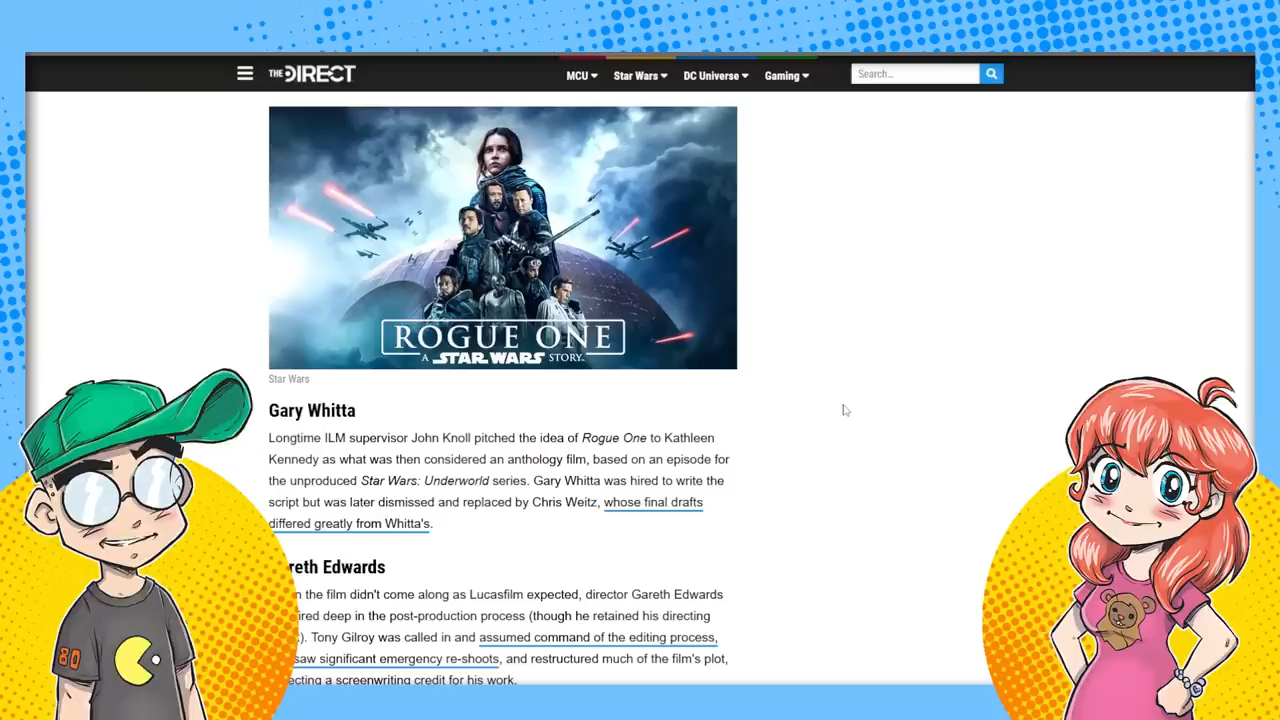 THE DIRECT
MCU Star Wars DC Universe Gaming
Search...
ROGUE ONE
A STAR WARS STORY
Star Wars
Gary Whitta
Longtime ILM supervisor John Knoll pitched the idea of Rogue One to Kathleen
Kennedy as what was then considered an anthology film, based on an episode for
the unproduced Star Wars: Underworld series. Gary Whitta was hired to write the
script but was later dismissed and replaced by Chris Weitz, whose final drafts
differed greatly from Whitta's.
reth Edwards
n the film didn't come along as Lucasfilm expected, director Gareth Edwards
ired deep in the post-production process (though he retained his directing
). Tony Gilroy was called in and assumed command of the editing process,
saw significant emergency re-shoots, and restructured much of the film's plot,
ecting a screenwriting credit for his work.
80